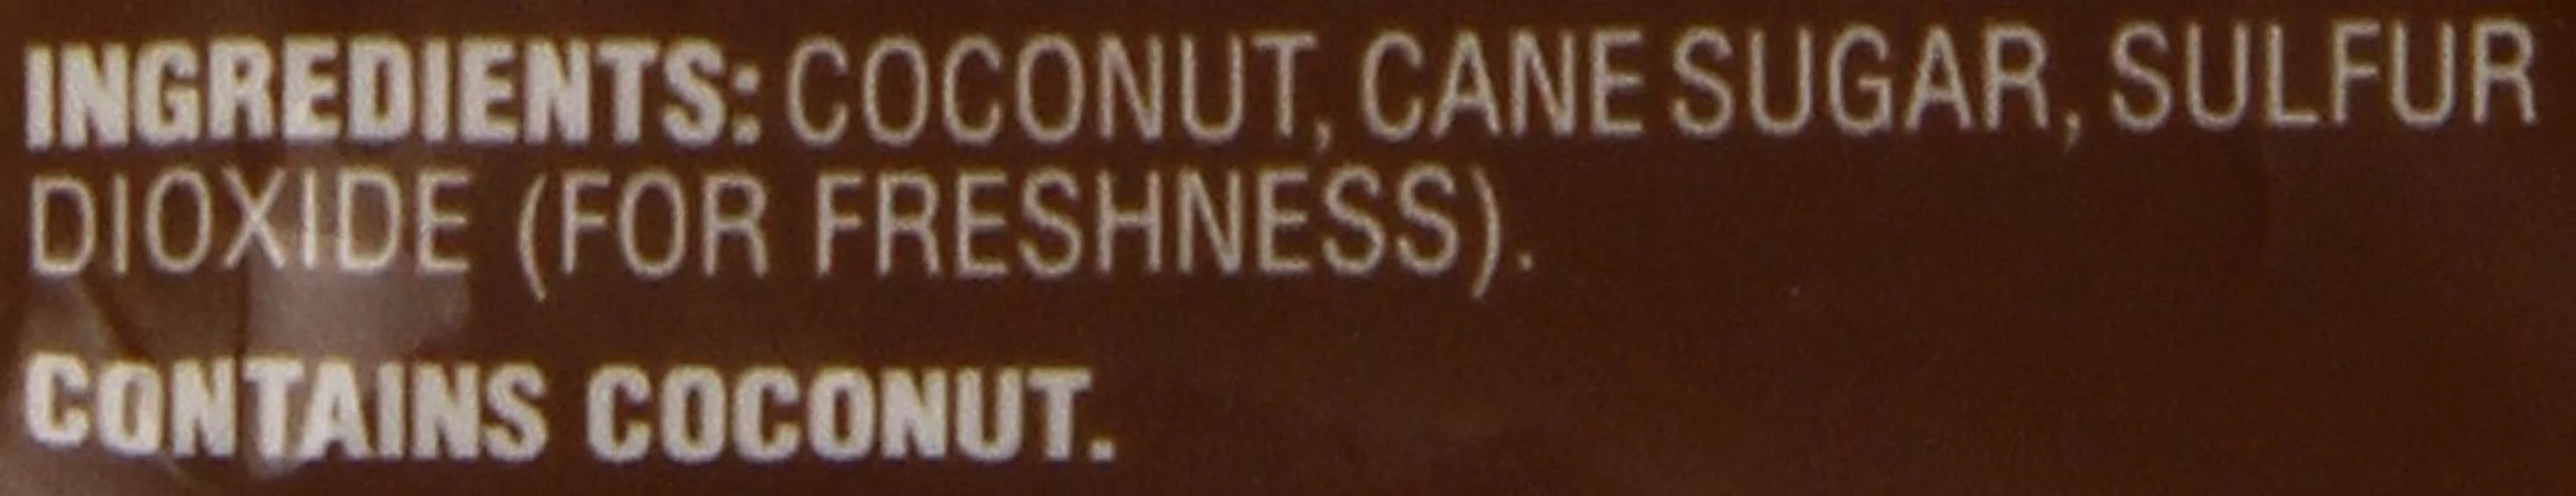 INGREDIENTS: COCONUT, CANE SUGAR, SULFUR
DIOXIDE (FOR FRESHNESS).
CONTAINS COCONUT.